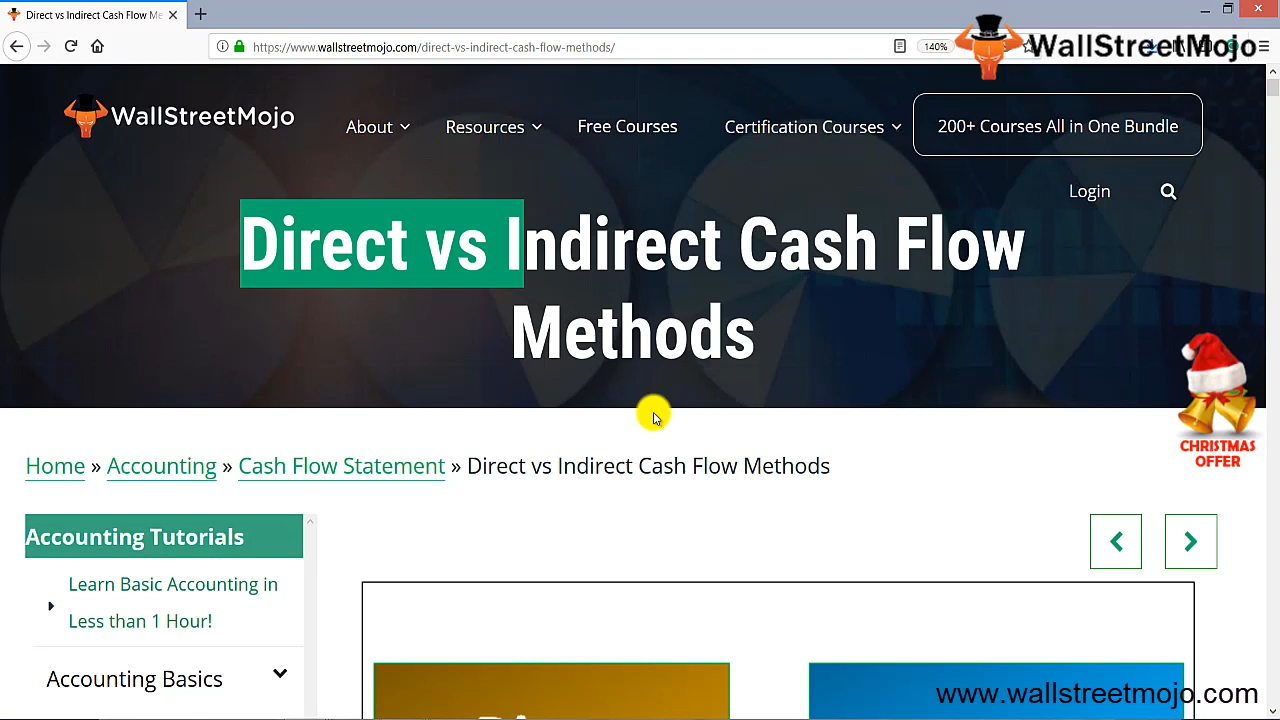 Direct vs Indirect Cash Flow Me
https://www.wallstreetmojo.com/direct-vs-indirect-cash-flow-methods/
140%
WallStreetMojo
WallStreetMojo
About
Resources
Free Courses
Certification Courses
200+ Courses All in One Bundle
Login
Direct vs Indirect Cash Flow
Methods
CHRISTMAS
OFFER
Home » Accounting » Cash Flow Statement » Direct vs Indirect Cash Flow Methods
Accounting Tutorials
Learn Basic Accounting in
Less than 1 Hour!
Accounting Basics
www.wallstreetmojo.com